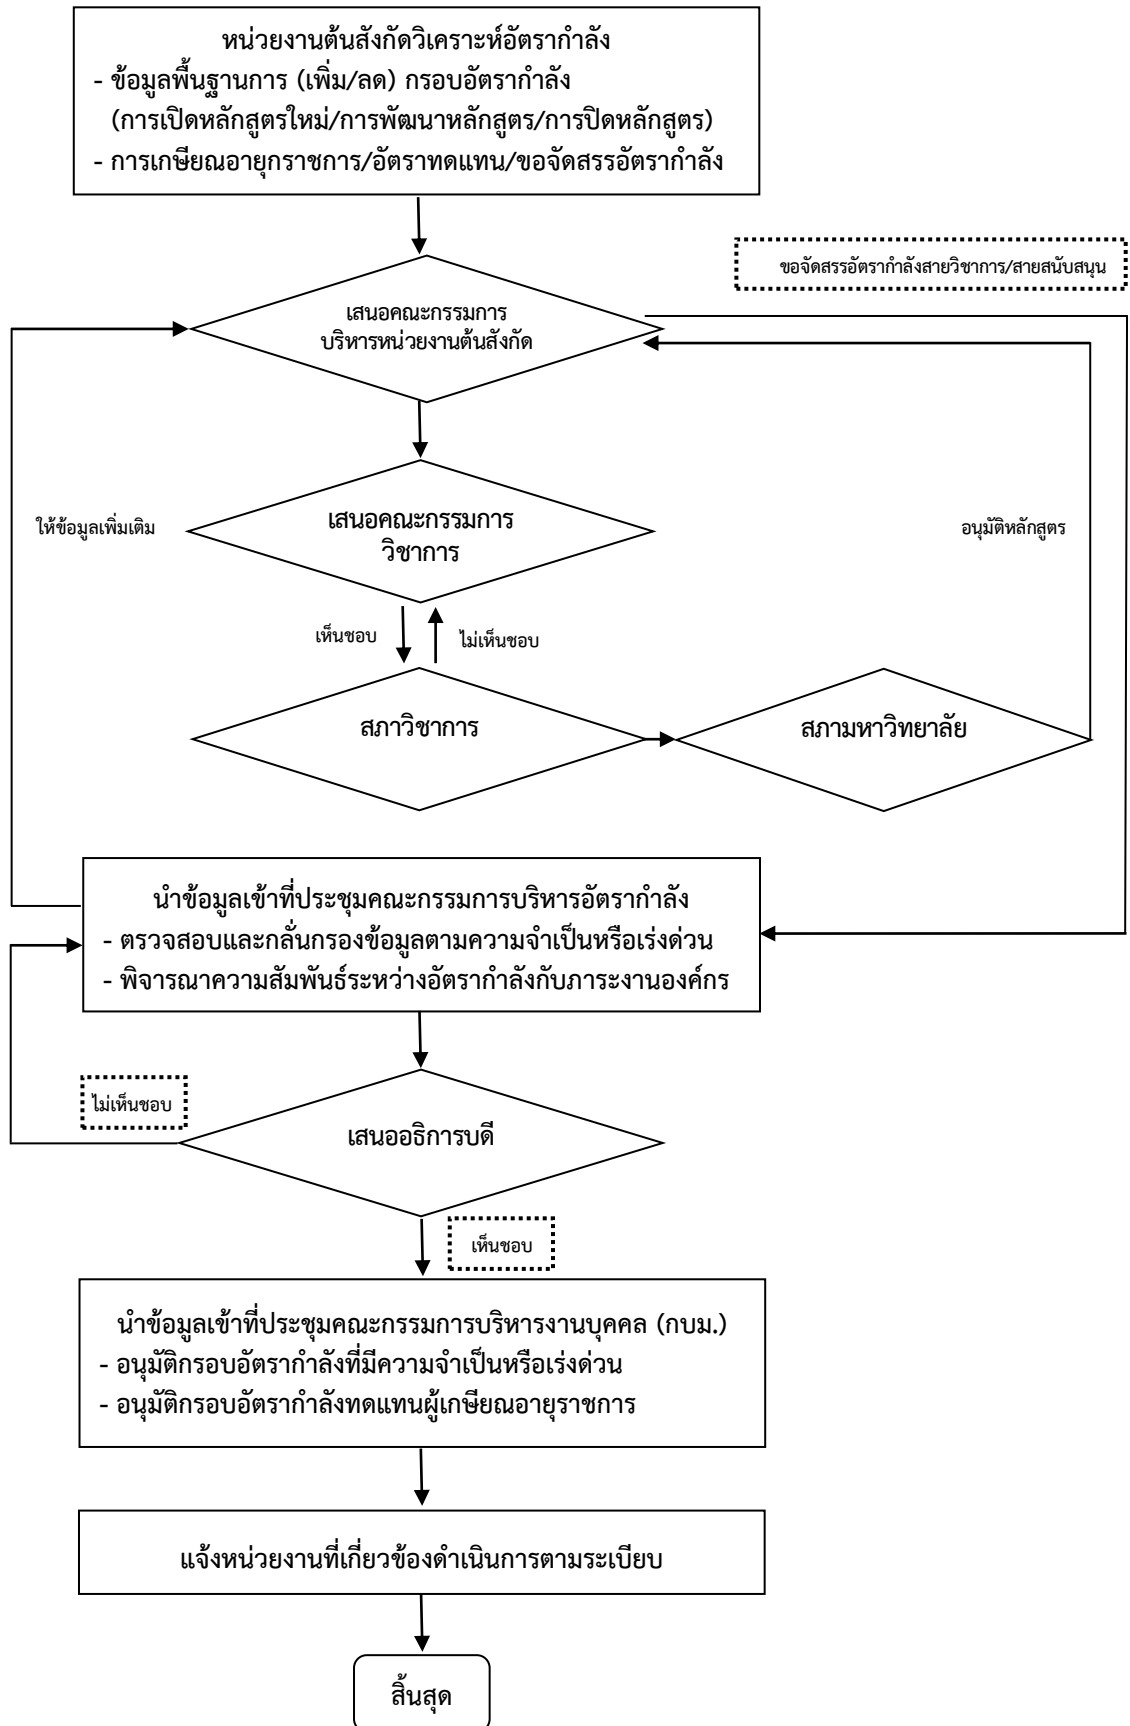 หน่วยงานต้นสังกัดวิเคราะห์อัตรากำลัง
- ข้อมูลพื้นฐานการ (เพิ่ม/ลด) กรอบอัตรากำลัง
(การเปิดหลักสูตรใหม่/การพัฒนาหลักสูตร/การปิดหลักสูตร)
- การเกษียณอายุกราชการ/อัตราทดแทน/ขอจัดสรรอัตรากำลัง
ขอจัดสรรอัตรากำลังสายวิชาการ/สายสนับสนุน
เสนอคณะกรรมการ
บริหารหน่วยงานต้นสังกัด
ให้ข้อมูลเพิ่มเติม
เสนอคณะกรรมการ
วิชาการ
อนุมัติหลักสูตร
เห็นชอบ
ไม่เห็นชอบ
สภาวิชาการ
สภามหาวิทยาลัย
นำข้อมูลเข้าที่ประชุมคณะกรรมการบริหารอัตรากำลัง
- ตรวจสอบและกลั่นกรองข้อมูลตามความจำเป็นหรือเร่งด่วน
- พิจารณาความสัมพันธ์ระหว่างอัตรากำลังกับภาระงานองค์กร
ไม่เห็นชอบ
เสนออธิการบดี
เห็นชอบ
นำข้อมูลเข้าที่ประชุมคณะกรรมการบริหารงานบุคคล (กบม.)
- อนุมัติกรอบอัตรากำลังที่มีความจำเป็นหรือเร่งด่วน
- อนุมัติกรอบอัตรากำลังทดแทนผู้เกษียณอายุราชการ
แจ้งหน่วยงานที่เกี่ยวข้องดำเนินการตามระเบียบ
สิ้นสุด